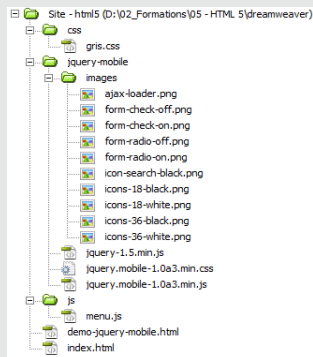 Site - html5 (D:\02_Formations\05 - HTML 5\dreamweaver)
css
gris.css
jquery-mobile
images
ajax-loader.png
form-check-off.png
form-check-on.png
form-radio-off.png
form-radio-on.png
icon-search-black.png
icons-18-black.png
icons-18-white.png
icons-36-black.png
icons-36-white.png
jquery-1.5.min.js
jquery.mobile-1.0a3.min.css
jquery.mobile-1.0a3.min.js
js
menu.js
demo-jquery-mobile.html
index.html